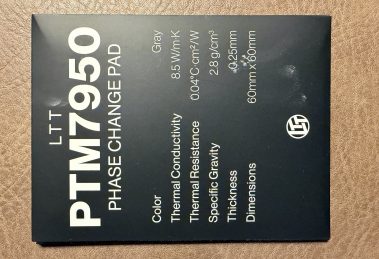 LTT
PTM7950
PHASE CHANGE PAD
Color Gray
Thermal Conductivity 8.5 W/m·K
Thermal Resistance 0.04°C·cm²/W
Specific Gravity 2.8 g/cm³
Thickness 0.25mm
Dimensions 60mm x 60mm
LTT